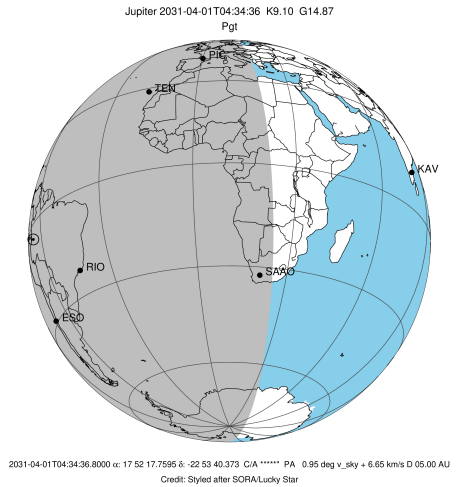 Jupiter 2031-04-01T04:34:36 K9.10 G14.87
Pgt
PIC
TEN
KAV
RIO
SAAO
ESO
2031-04-01T04:34:36.8000 α: 17 52 17.7595 δ: -22 53 40.373 C/A ****** PA 0.95 deg v_sky + 6.65 km/s D 05.00 AU
Credit: Styled after SORA/Lucky Star